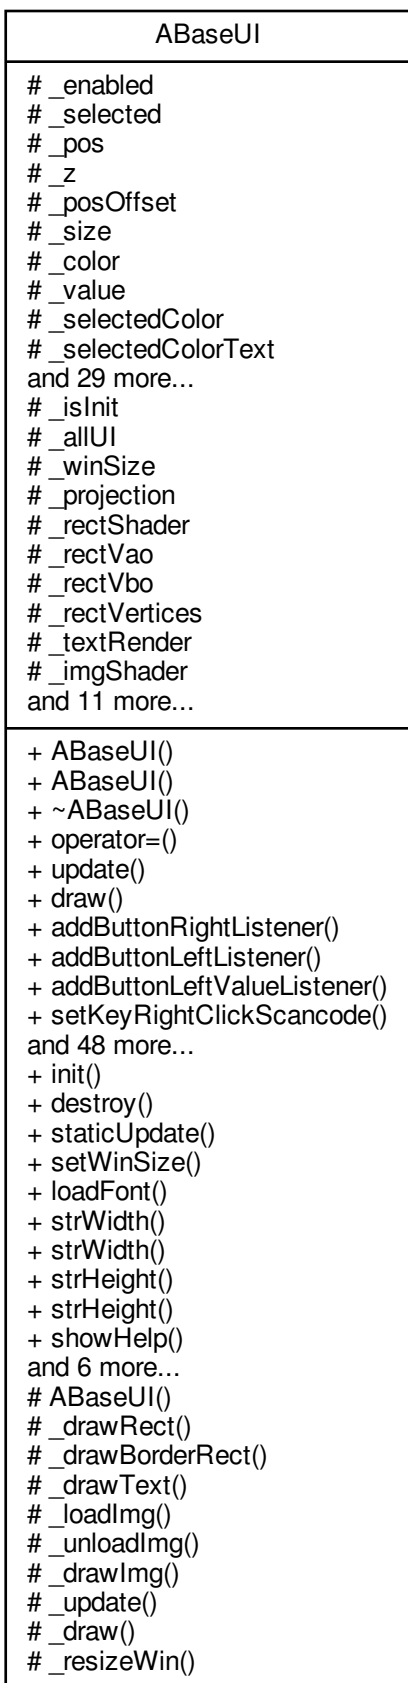 ABaseUI
# _enabled
# _selected
# _pos
# _z
# _posOffset
# _size
# _color
# _value
# _selectedColor
# _selectedColorText
and 29 more...
# _isInit
# _allUI
# _winSize
# _projection
# _rectShader
# _rectVao
# _rectVbo
# _rectVertices
# _textRender
# _imgShader
and 11 more...
+ ABaseUI()
+ ABaseUI()
+ ~ABaseUI()
+ operator=()
+ update()
+ draw()
+ addButtonRightListener()
+ addButtonLeftListener()
+ addButtonLeftValueListener()
+ setKeyRightClickScancode()
and 48 more...
+ init()
+ destroy()
+ staticUpdate()
+ setWinSize()
+ loadFont()
+ strWidth()
+ strWidth()
+ strHeight()
+ strHeight()
+ showHelp()
and 6 more...
# ABaseUI()
# _drawRect()
# _drawBorderRect()
# _drawText()
# _loadImg()
# _unloadImg()
# _drawImg()
# _update()
# _draw()
# _resizeWin()